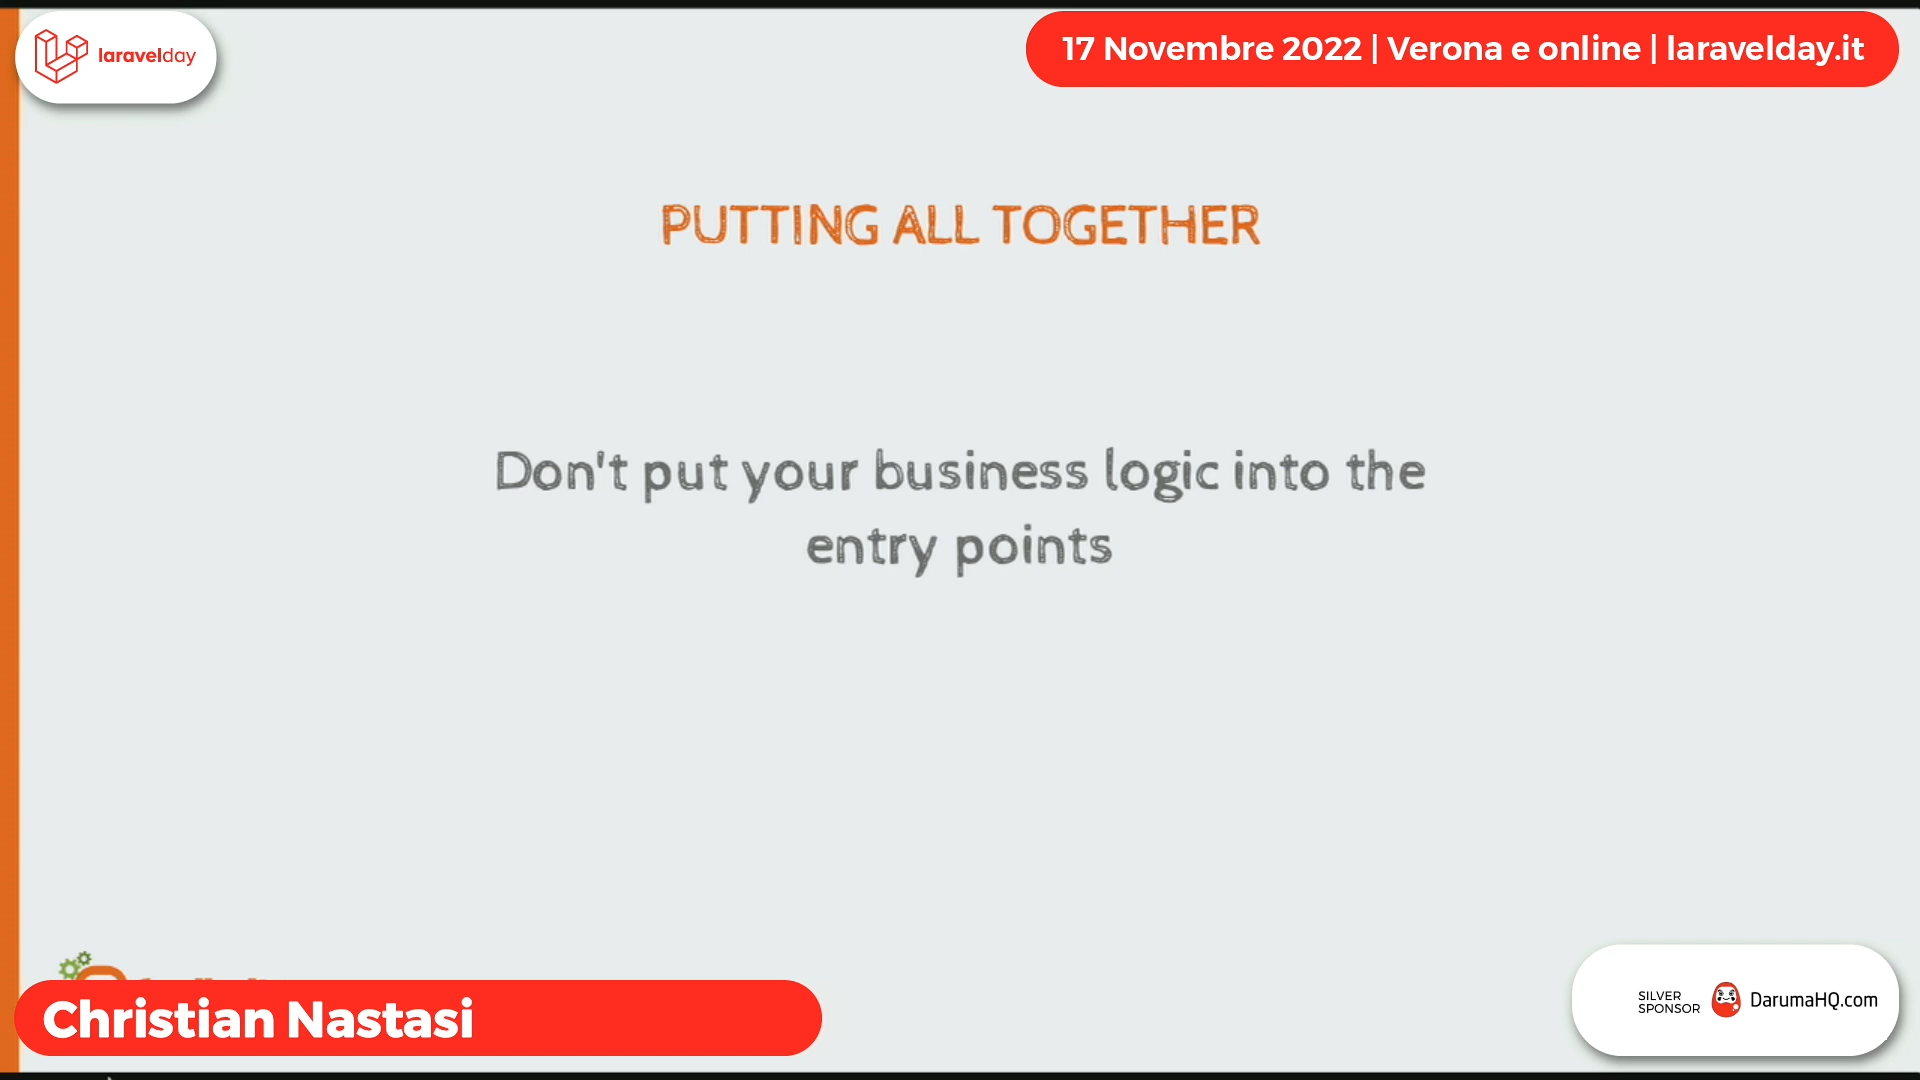 laravelday
17 Novembre 2022 | Verona e online | laravelday.it
PUTTING ALL TOGETHER
Don't put your business logic into the
entry points
Christian Nastasi
SILVER
SPONSOR
DarumaHQ.com